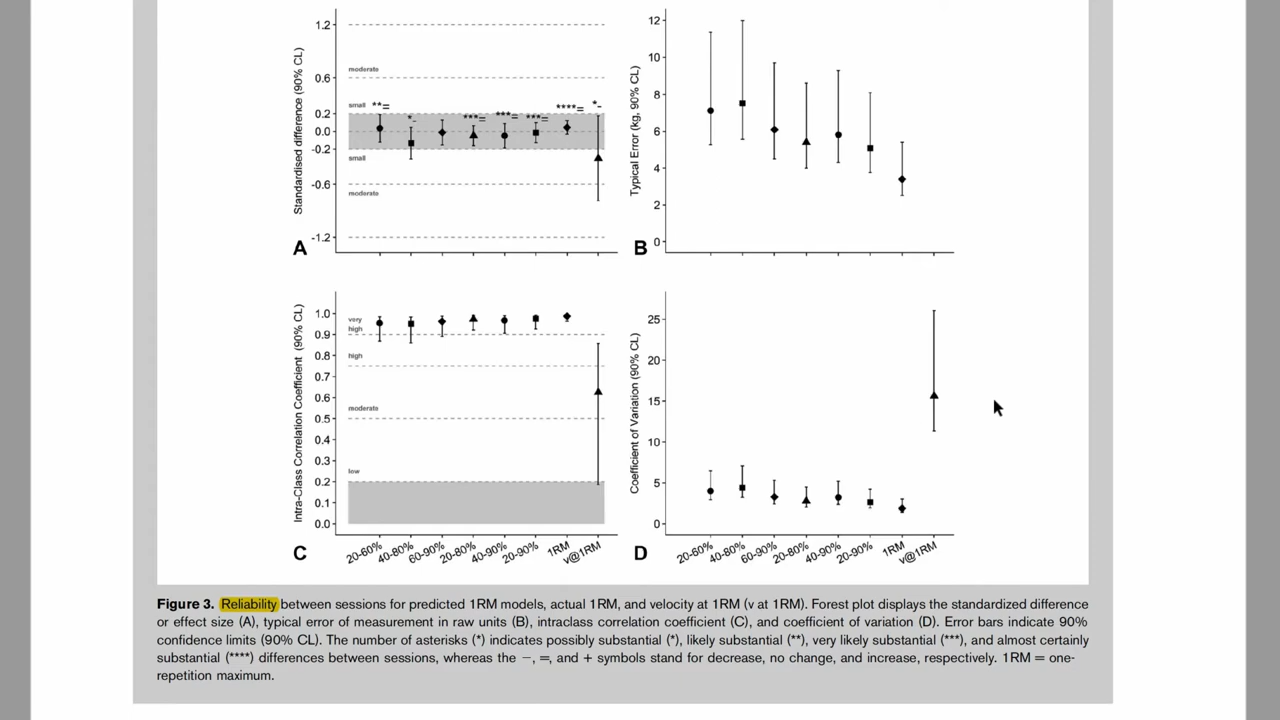 1.2
moderate
0.6
small
**=
*-
***=
***=
***=
****=
*-
0.2
0.0
-0.2
small
-0.6
moderate
-1.2
Standardised difference (90% CL)
A
12
10
8
6
4
2
0
Typical Error (kg, 90% CL)
B
1.0
very
high
0.9
high
0.8
0.7
0.6
moderate
0.5
0.4
0.3
low
0.2
0.1
0.0
Intra-Class Correlation Coefficient (90% CL)
20-60%
40-80%
60-90%
20-80%
40-90%
20-90%
1RM
v@1RM
C
25
20
15
10
5
0
Coefficient of Variation (90% CL)
20-60%
40-80%
60-90%
20-80%
40-90%
20-90%
1RM
v@1RM
D
Figure 3. Reliability between sessions for predicted 1RM models, actual 1RM, and velocity at 1RM (v at 1RM). Forest plot displays the standardized difference
or effect size (A), typical error of measurement in raw units (B), intraclass correlation coefficient (C), and coefficient of variation (D). Error bars indicate 90%
confidence limits (90% CL). The number of asterisks (*) indicates possibly substantial (*), likely substantial (**), very likely substantial (***), and almost certainly
substantial (****) differences between sessions, whereas the −, =, and + symbols stand for decrease, no change, and increase, respectively. 1RM = one-
repetition maximum.